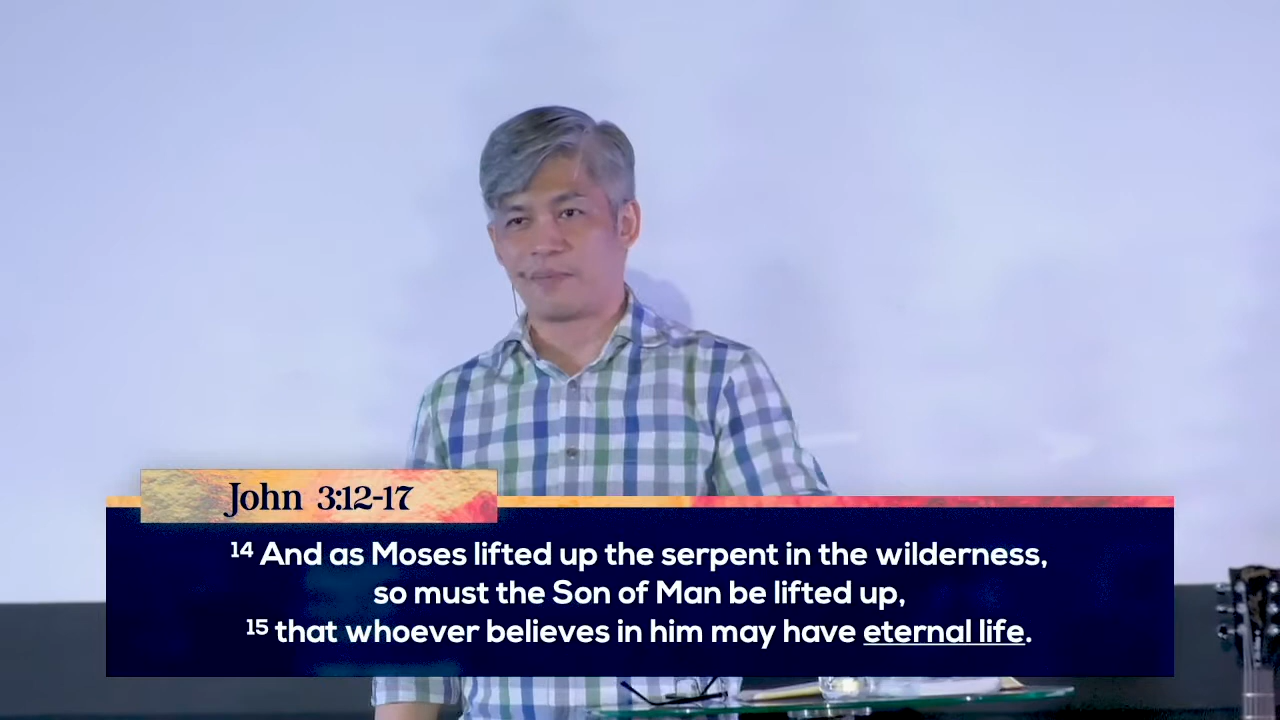 John 3:12-17
14 And as Moses lifted up the serpent in the wilderness,
so must the Son of Man be lifted up,
15 that whoever believes in him may have eternal life.